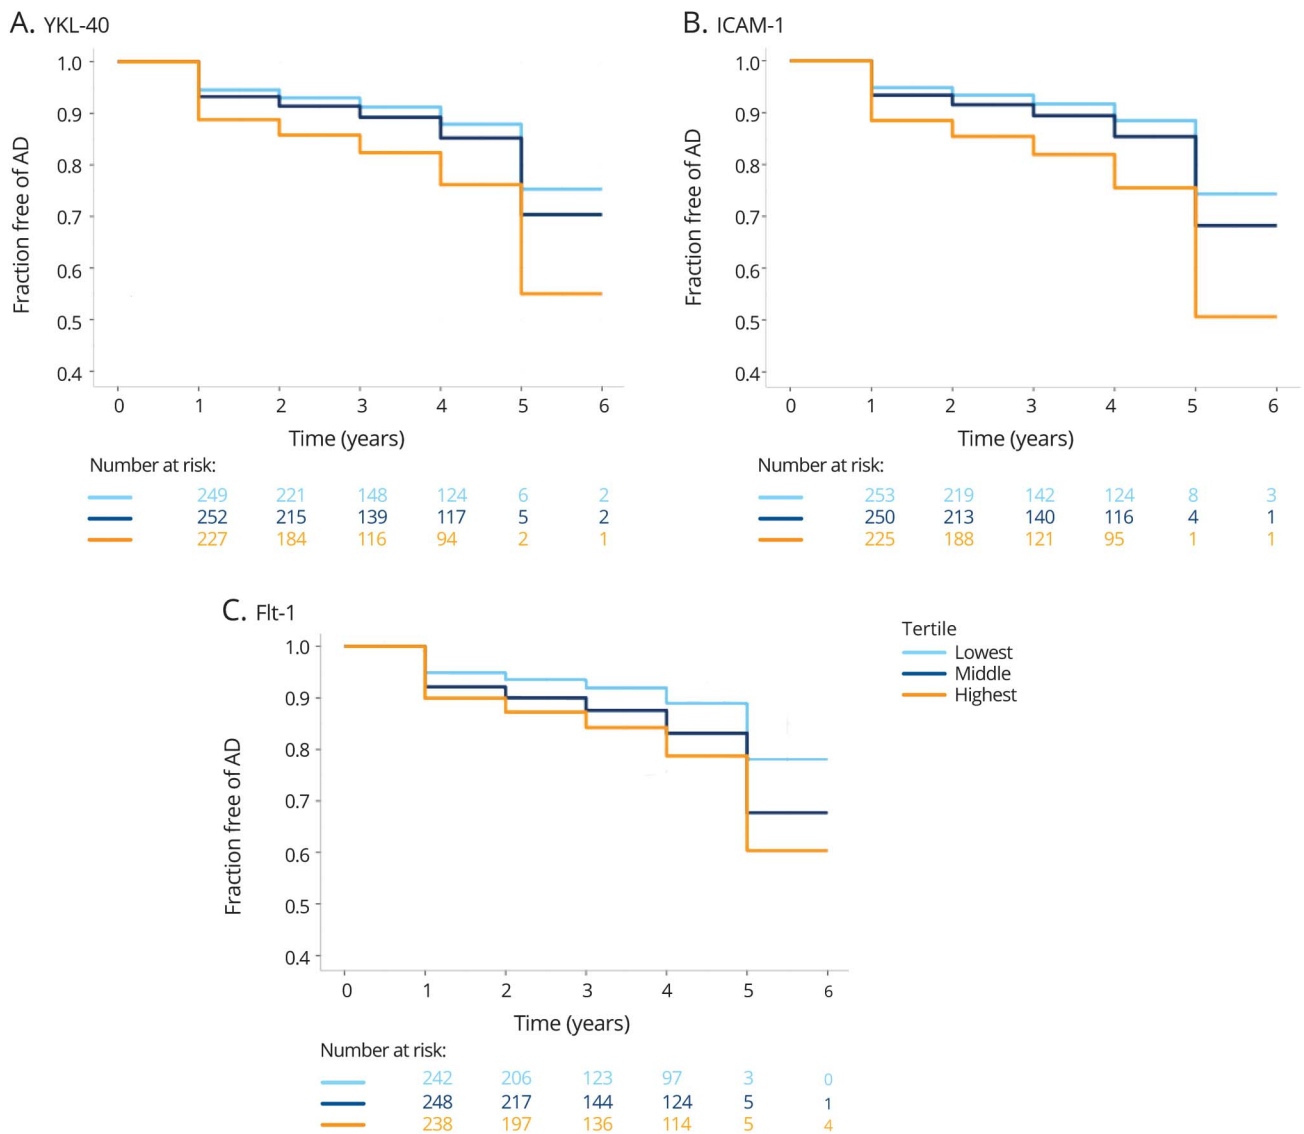 A. YKL-40
1.0
0.9
0.8
0.7
0.6
0.5
0.4
Fraction free of AD
0 1 2 3 4 5 6
Time (years)
Number at risk:
249 221 148 124 6 2
252 215 139 117 5 2
227 184 116 94 2 1
B. ICAM-1
1.0
0.9
0.8
0.7
0.6
0.5
0.4
Fraction free of AD
0 1 2 3 4 5 6
Time (years)
Number at risk:
253 219 142 124 8 3
250 213 140 116 4 1
225 188 121 95 1 1
C. Flt-1
1.0
0.9
0.8
0.7
0.6
0.5
0.4
Fraction free of AD
0 1 2 3 4 5 6
Time (years)
Number at risk:
242 206 123 97 3 0
248 217 144 124 5 1
238 197 136 114 5 4
Tertile
Lowest
Middle
Highest